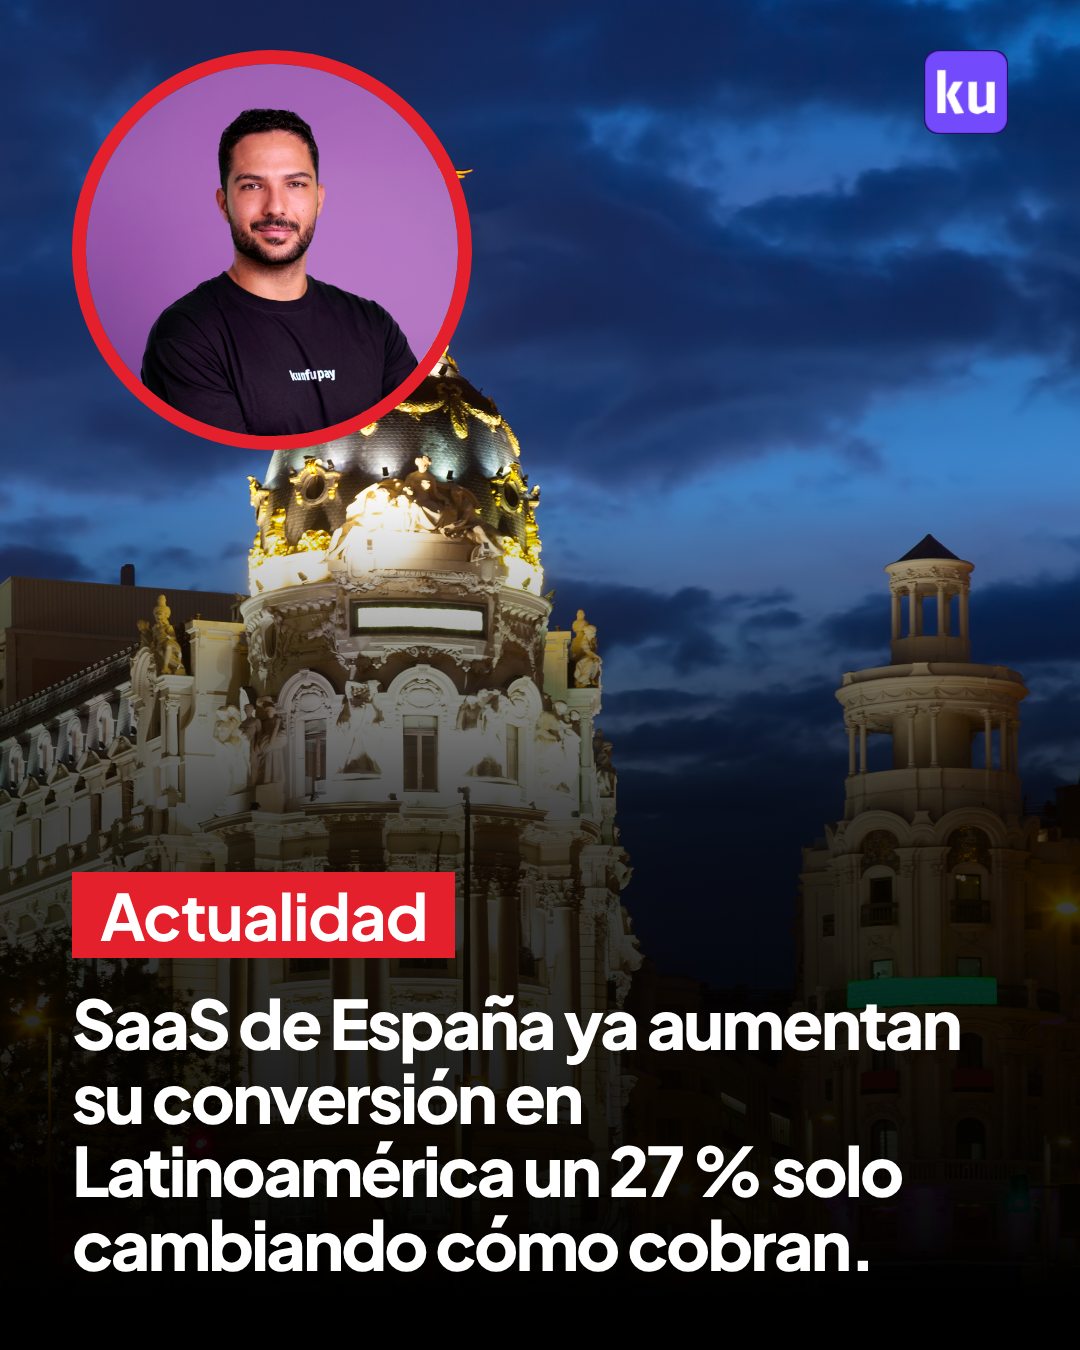 ku
kunfupay
Actualidad
SaaS de España ya aumentan
su conversión en
Latinoamérica un 27 % solo
cambiando cómo cobran.